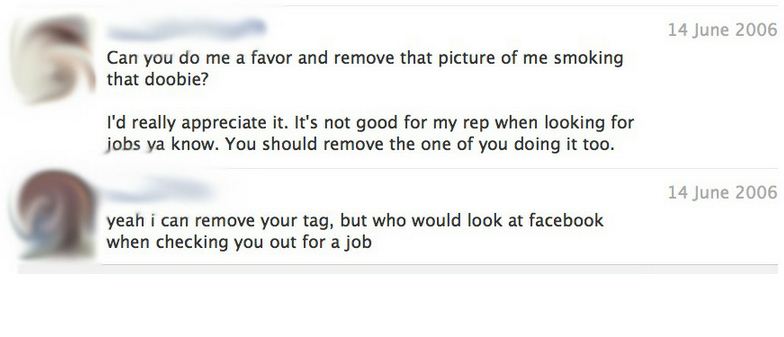 14 June 2006
Can you do me a favor and remove that picture of me smoking
that doobie?
I'd really appreciate it. It's not good for my rep when looking for
jobs ya know. You should remove the one of you doing it too.
14 June 2006
yeah i can remove your tag, but who would look at facebook
when checking you out for a job